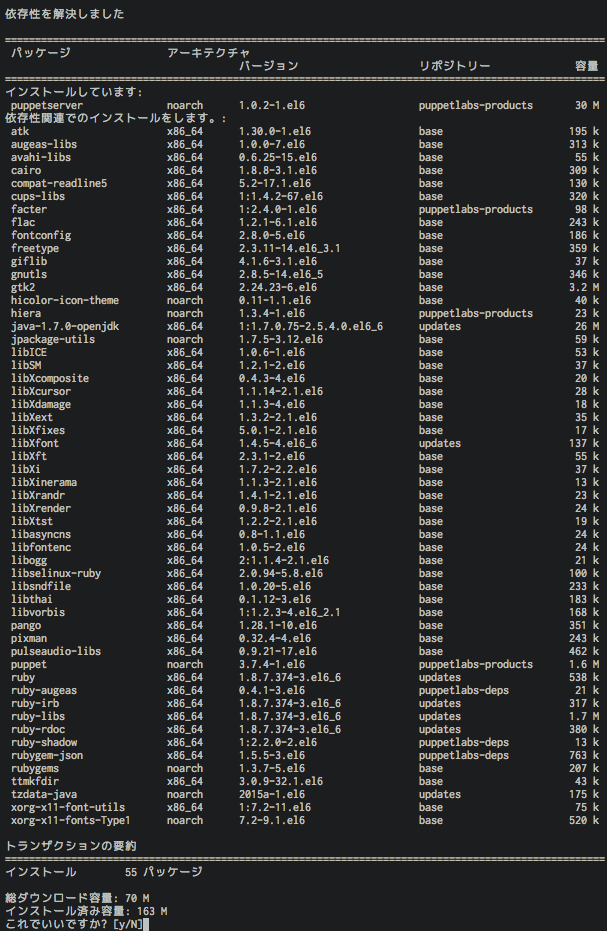 依存性を解決しました
================================================================================
パッケージ アーキテクチャ
バージョン リポジトリー 容量
================================================================================
インストールしています:
puppetserver noarch 1.0.2-1.el6 puppetlabs-products 30 M
依存性関連でのインストールをします。:
atk x86_64 1.30.0-1.el6 base 195 k
augeas-libs x86_64 1.0.0-7.el6 base 313 k
avahi-libs x86_64 0.6.25-15.el6 base 55 k
cairo x86_64 1.8.8-3.1.el6 base 309 k
compat-readline5 x86_64 5.2-17.1.el6 base 130 k
cups-libs x86_64 1:1.4.2-67.el6 base 320 k
facter x86_64 1:2.4.0-1.el6 puppetlabs-products 98 k
flac x86_64 1.2.1-6.1.el6 base 243 k
fontconfig x86_64 2.8.0-5.el6 base 186 k
freetype x86_64 2.3.11-14.el6_3.1 base 359 k
giflib x86_64 4.1.6-3.1.el6 base 37 k
gnutls x86_64 2.8.5-14.el6_5 base 346 k
gtk2 x86_64 2.24.23-6.el6 base 3.2 M
hicolor-icon-theme noarch 0.11-1.1.el6 base 40 k
hiera noarch 1.3.4-1.el6 puppetlabs-products 23 k
java-1.7.0-openjdk x86_64 1:1.7.0.75-2.5.4.0.el6_6 updates 26 M
jpackage-utils noarch 1.7.5-3.12.el6 base 59 k
libICE x86_64 1.0.6-1.el6 base 53 k
libSM x86_64 1.2.1-2.el6 base 37 k
libXcomposite x86_64 0.4.3-4.el6 base 20 k
libXcursor x86_64 1.1.14-2.1.el6 base 28 k
libXdamage x86_64 1.1.3-4.el6 base 18 k
libXext x86_64 1.3.2-2.1.el6 base 35 k
libXfixes x86_64 5.0.1-2.1.el6 base 17 k
libXfont x86_64 1.4.5-4.el6_6 updates 137 k
libXft x86_64 2.3.1-2.el6 base 55 k
libXi x86_64 1.7.2-2.2.el6 base 37 k
libXinerama x86_64 1.1.3-2.1.el6 base 13 k
libXrandr x86_64 1.4.1-2.1.el6 base 23 k
libXrender x86_64 0.9.8-2.1.el6 base 24 k
libXtst x86_64 1.2.2-2.1.el6 base 19 k
libasyncns x86_64 0.8-1.1.el6 base 24 k
libfontenc x86_64 1.0.5-2.el6 base 24 k
libogg x86_64 2:1.1.4-2.1.el6 base 21 k
libselinux-ruby x86_64 2.0.94-5.8.el6 base 100 k
libsndfile x86_64 1.0.20-5.el6 base 233 k
libthai x86_64 0.1.12-3.el6 base 183 k
libvorbis x86_64 1:1.2.3-4.el6_2.1 base 168 k
pango x86_64 1.28.1-10.el6 base 351 k
pixman x86_64 0.32.4-4.el6 base 243 k
pulseaudio-libs x86_64 0.9.21-17.el6 base 462 k
puppet noarch 3.7.4-1.el6 puppetlabs-products 1.6 M
ruby x86_64 1.8.7.374-3.el6_6 updates 538 k
ruby-augeas x86_64 0.4.1-3.el6 puppetlabs-deps 21 k
ruby-irb x86_64 1.8.7.374-3.el6_6 updates 317 k
ruby-libs x86_64 1.8.7.374-3.el6_6 updates 1.7 M
ruby-rdoc x86_64 1.8.7.374-3.el6_6 updates 380 k
ruby-shadow x86_64 1:2.2.0-2.el6 puppetlabs-deps 13 k
rubygem-json x86_64 1.5.5-3.el6 puppetlabs-deps 763 k
rubygems noarch 1.3.7-5.el6 base 207 k
ttmkfdir x86_64 3.0.9-32.1.el6 base 43 k
tzdata-java noarch 2015a-1.el6 updates 175 k
xorg-x11-font-utils x86_64 1:7.2-11.el6 base 75 k
xorg-x11-fonts-Type1 noarch 7.2-9.1.el6 base 520 k
トランザクションの要約
================================================================================
インストール 55 パッケージ
総ダウンロード容量: 70 M
インストール済み容量: 163 M
これでいいですか? [y/N]